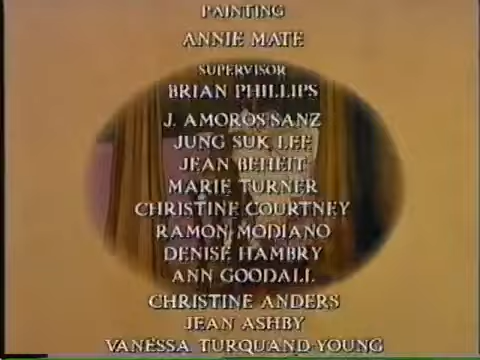 PAINTING
ANNIE MATE
SUPERVISOR
BRIAN PHILLIPS
J. AMOROS SANZ
JUNG SUK LEE
JEAN BEHEIT
MARIE TURNER
CHRISTINE COURTNEY
RAMON MODIANO
DENISE HAMBRY
ANN GOODALL
CHRISTINE ANDERS
JEAN ASHBY
VANESSA TURQUAND-YOUNG